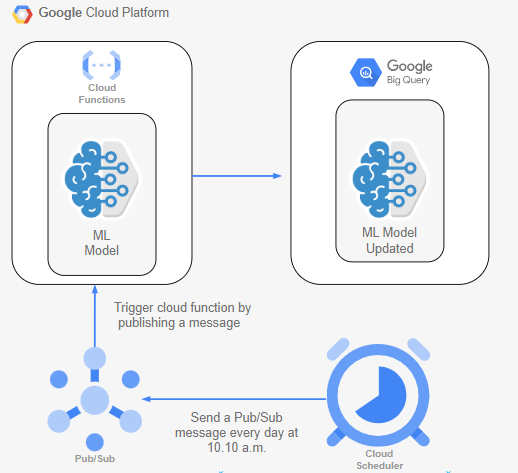 Google Cloud Platform
Cloud
Functions
Google
Big Query
ML
Model
ML Model
Updated
Trigger cloud function by
publishing a message
Send a Pub/Sub
message every day at
10.10 a.m.
Pub/Sub
Cloud
Scheduler